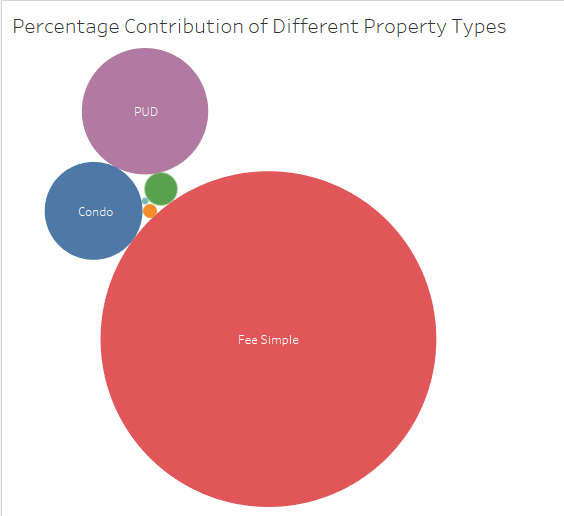 Percentage Contribution of Different Property Types
PUD
Condo
Fee Simple